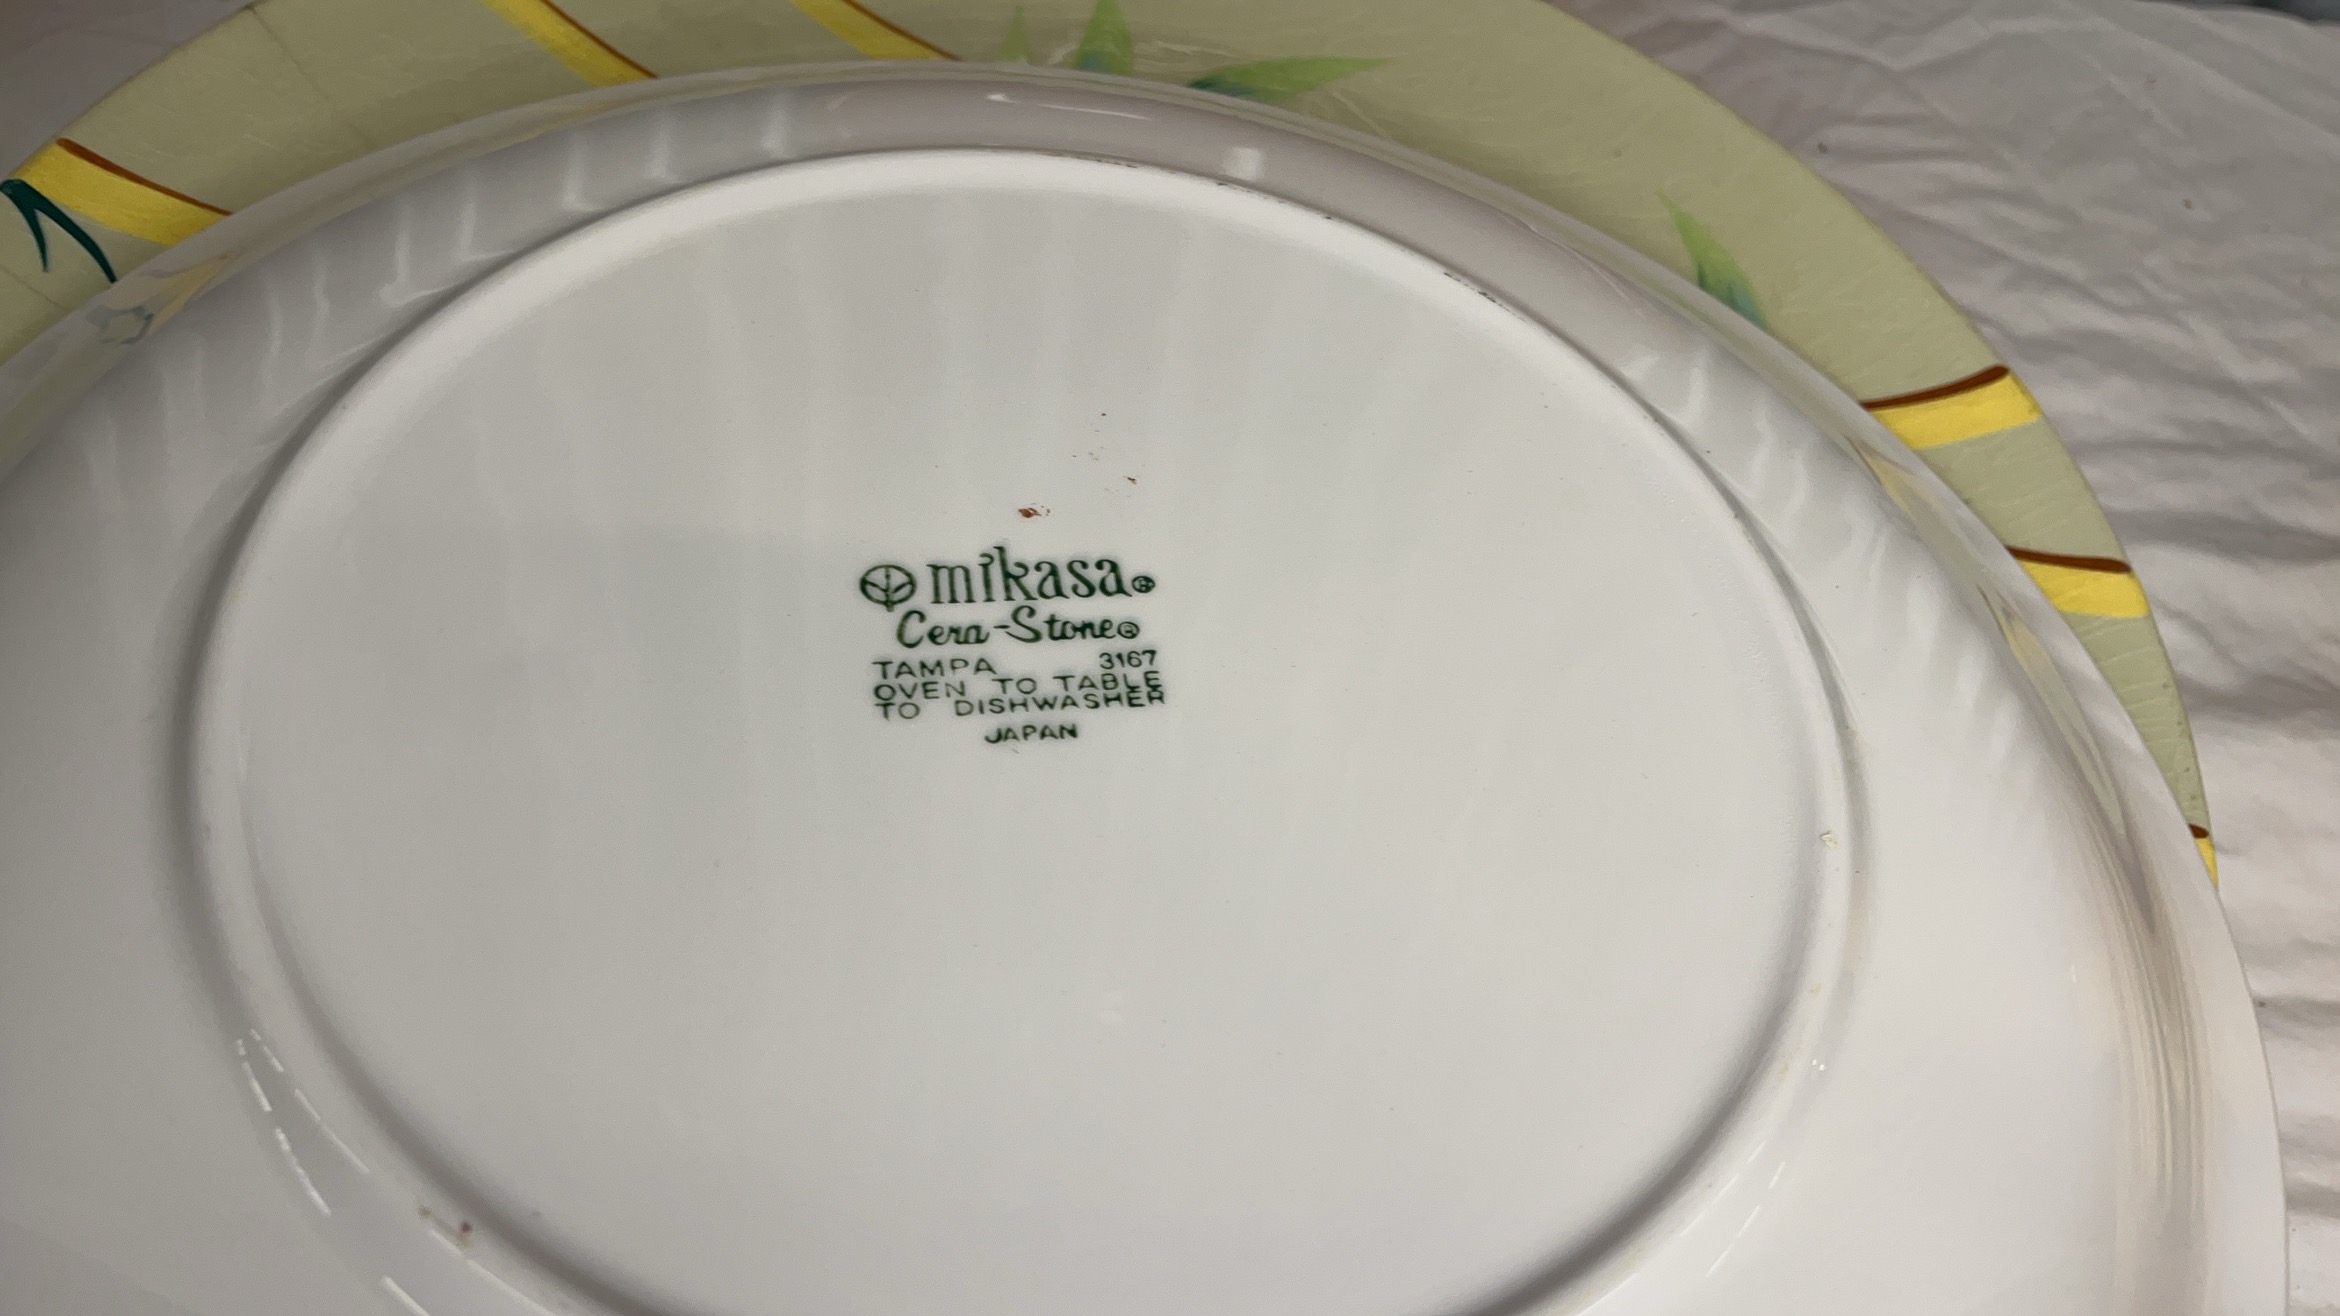 mikasa®
Cera-Stone®
TAMPA 3167
OVEN TO TABLE
TO DISHWASHER
JAPAN